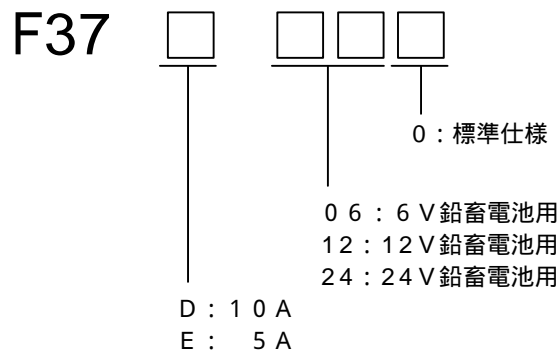 F37 □ □□□
0：標準仕様
０６：６Ｖ鉛畜電池用
12：12Ｖ鉛畜電池用
24：24Ｖ鉛畜電池用
Ｄ：１０Ａ
Ｅ：　５Ａ